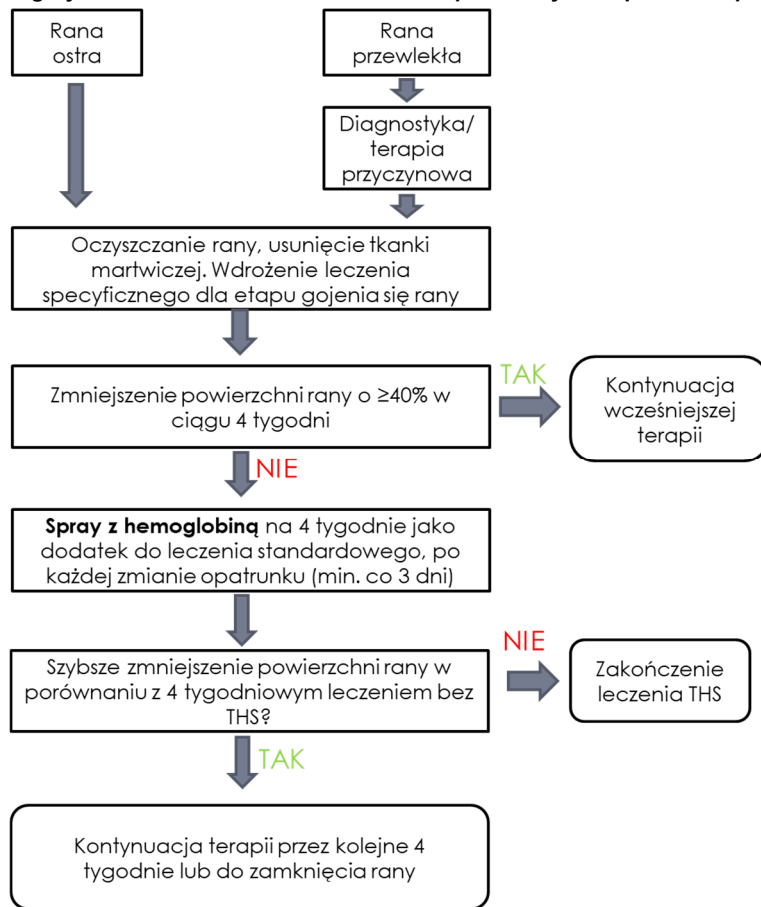 Rana
ostra
Rana
przewlekła
Diagnostyka/
terapia
przyczynowa
Oczyszczanie rany, usunięcie tkanki
martwiczej. Wdrożenie leczenia
specyficznego dla etapu gojenia się rany
Zmniejszenie powierzchni rany o ≥40% w
ciągu 4 tygodni
TAK
Kontynuacja
wcześniejszej
terapii
NIE
Spray z hemoglobiną na 4 tygodnie jako
dodatek do leczenia standardowego, po
każdej zmianie opatrunku (min. co 3 dni)
Szybsze zmniejszenie powierzchni rany w
porównaniu z 4 tygodniowym leczeniem bez
THS?
NIE
Zakończenie
leczenia THS
TAK
Kontynuacja terapii przez kolejne 4
tygodnie lub do zamknięcia rany